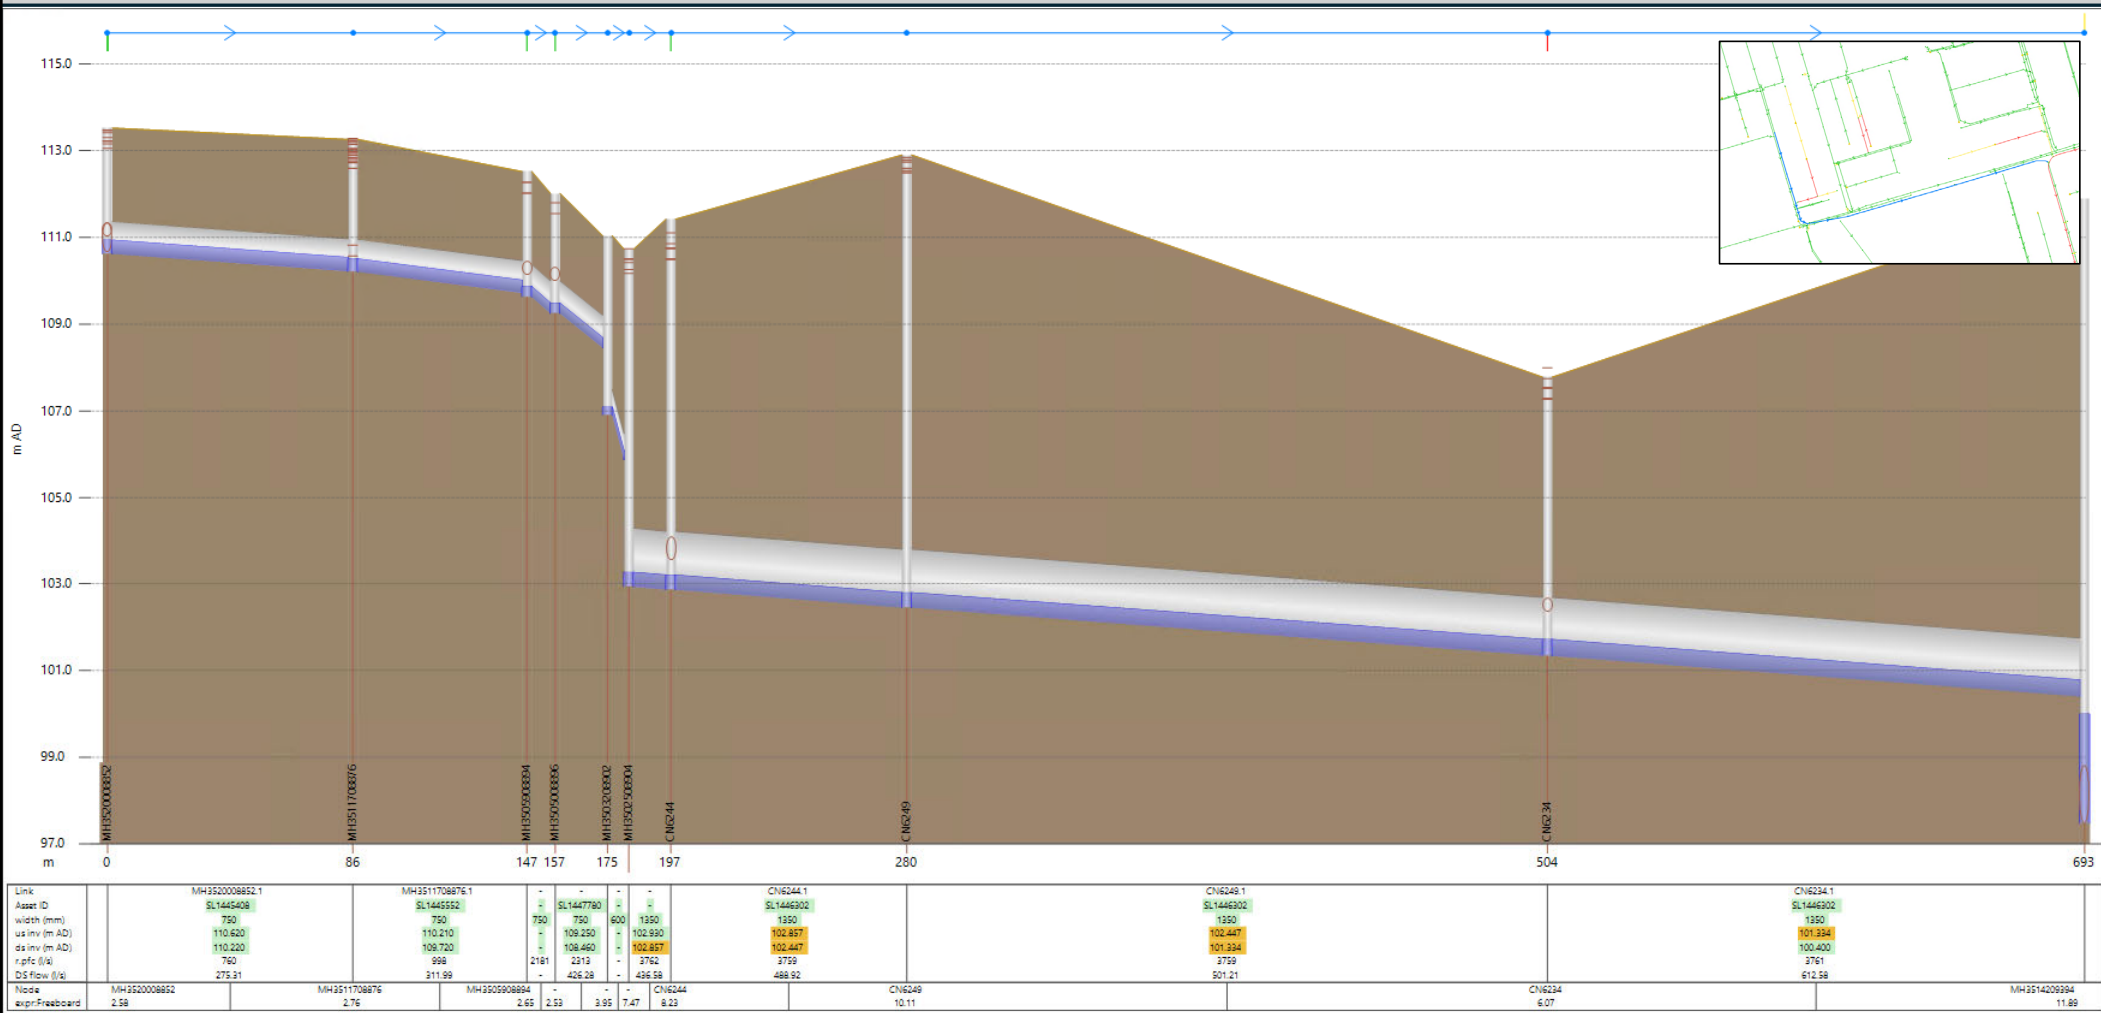 115.0
113.0
111.0
109.0
107.0
105.0
103.0
101.0
99.0
97.0
m AD
MH3520008852
MH3511708876
MH3505908894
MH3505008896
MH3503208902
MH3502508904
CN6244
CN6249
CN6234
m 0 86 147 157 175 197 280 504 693
Link MH3520008852.1 MH3511708876.1 - - - - CN6244.1 CN6249.1 CN6234.1
Asset ID SL1445408 SL1445552 - SL1447780 - - SL1446302 SL1446302 SL1446302
width (mm) 750 750 750 750 600 1350 1350 1350 1350
us inv (m AD) 110.620 110.210 - 109.250 - 102.930 102.857 102.447 101.334
ds inv (m AD) 110.220 109.720 - 108.460 - 102.857 102.447 101.334 100.400
r.pfc (l/s) 760 998 2181 2313 - 3762 3759 3759 3761
DS flow (l/s) 275.31 311.99 - 426.28 - 436.58 488.92 501.21 612.58
Node MH3520008852 MH3511708876 MH3505908894 - - - CN6244 CN6249 CN6234 MH3514209394
expr:Freeboard 2.58 2.76 2.65 2.53 3.95 7.47 8.23 10.11 6.07 11.89